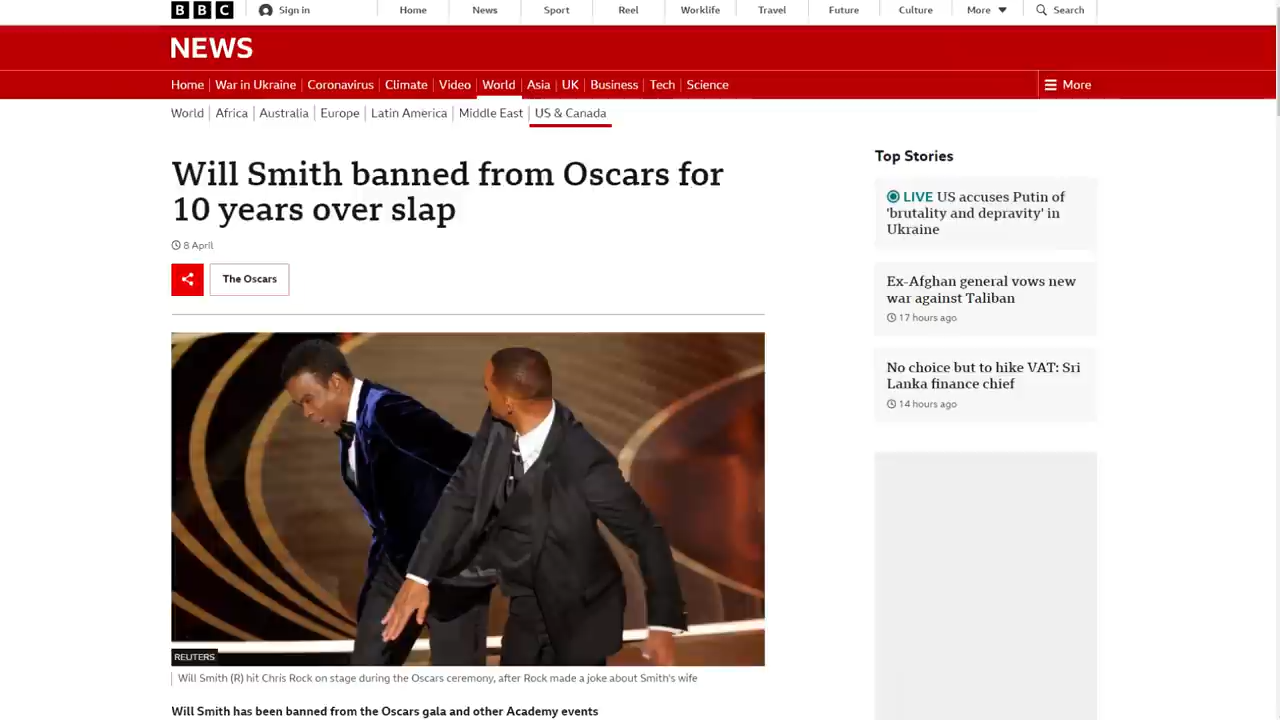 BBC
Sign in
Home
News
Sport
Reel
Worklife
Travel
Future
Culture
More
Search
NEWS
Home
War in Ukraine
Coronavirus
Climate
Video
World
Asia
UK
Business
Tech
Science
More
World
Africa
Australia
Europe
Latin America
Middle East
US & Canada
Will Smith banned from Oscars for
10 years over slap
8 April
The Oscars
REUTERS
Will Smith (R) hit Chris Rock on stage during the Oscars ceremony, after Rock made a joke about Smith's wife
Will Smith has been banned from the Oscars gala and other Academy events
Top Stories
LIVE US accuses Putin of
'brutality and depravity' in
Ukraine
Ex-Afghan general vows new
war against Taliban
17 hours ago
No choice but to hike VAT: Sri
Lanka finance chief
14 hours ago